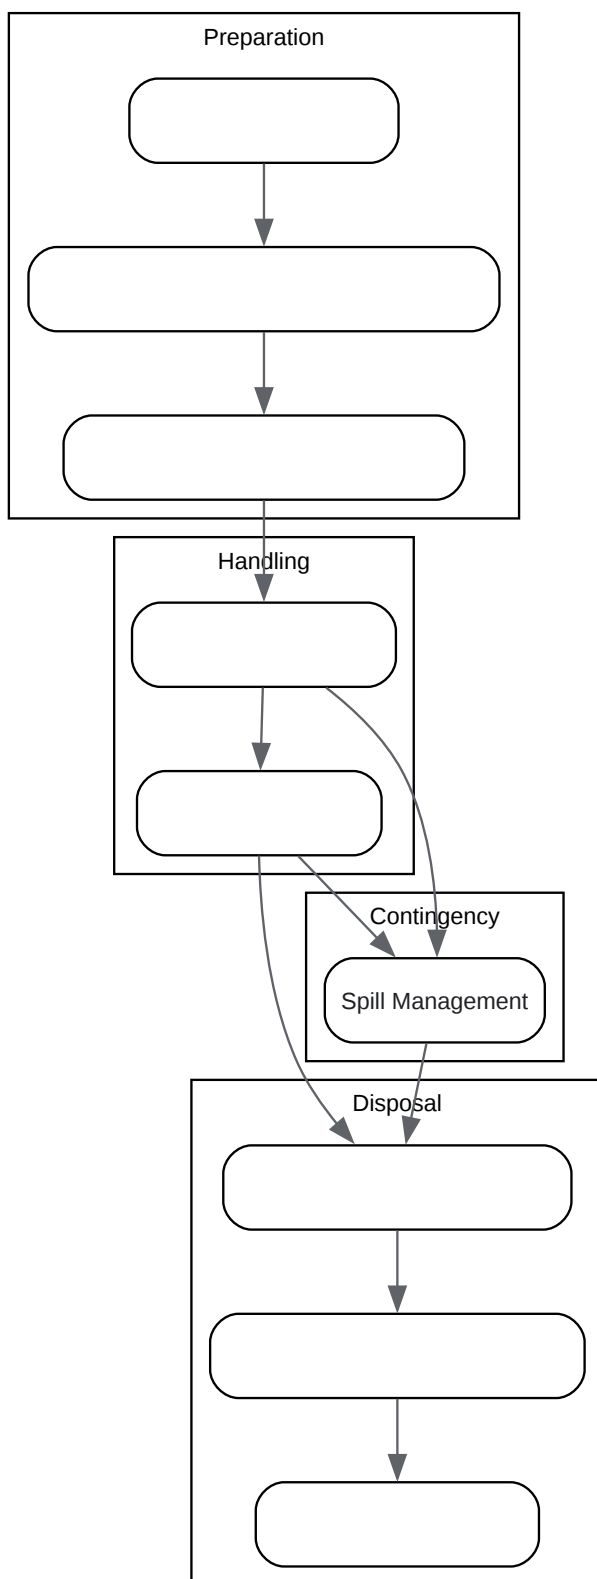 Preparation
Handling
Contingency
Spill Management
Disposal